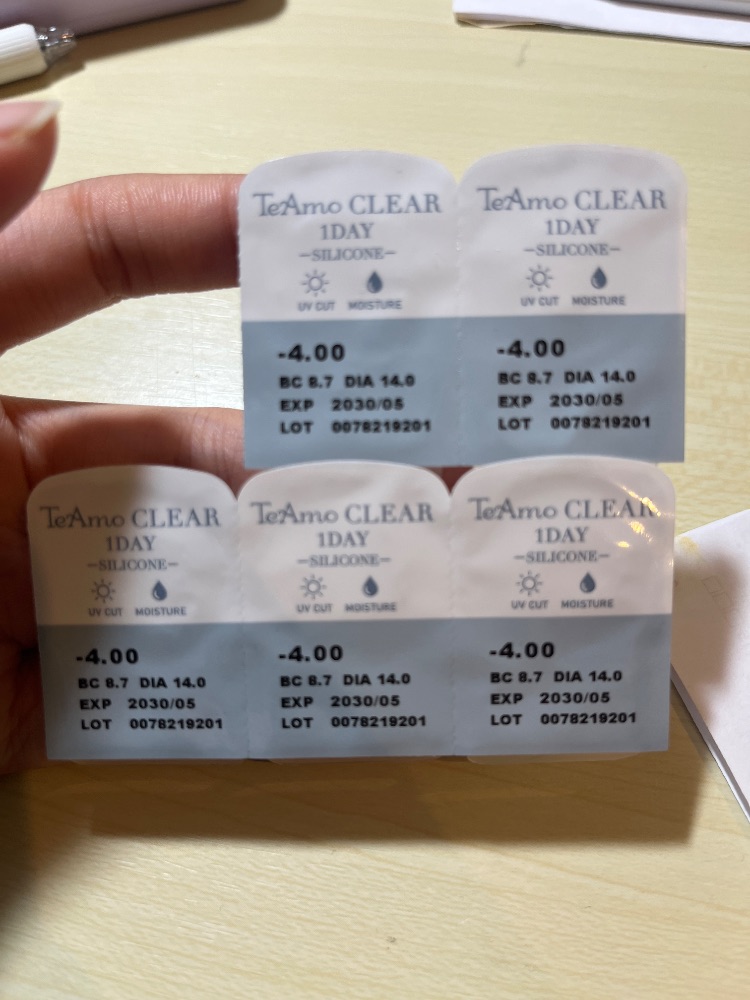 TeAmo CLEAR
1DAY
–SILICONE–
UV CUT MOISTURE
-4.00
BC 8.7 DIA 14.0
EXP 2030/05
LOT 0078219201
TeAmo CLEAR
1DAY
–SILICONE–
UV CUT MOISTURE
-4.00
BC 8.7 DIA 14.0
EXP 2030/05
LOT 0078219201
TeAmo CLEAR
1DAY
–SILICONE–
UV CUT MOISTURE
-4.00
BC 8.7 DIA 14.0
EXP 2030/05
LOT 0078219201
TeAmo CLEAR
1DAY
–SILICONE–
UV CUT MOISTURE
-4.00
BC 8.7 DIA 14.0
EXP 2030/05
LOT 0078219201
TeAmo CLEAR
1DAY
–SILICONE–
UV CUT MOISTURE
-4.00
BC 8.7 DIA 14.0
EXP 2030/05
LOT 0078219201